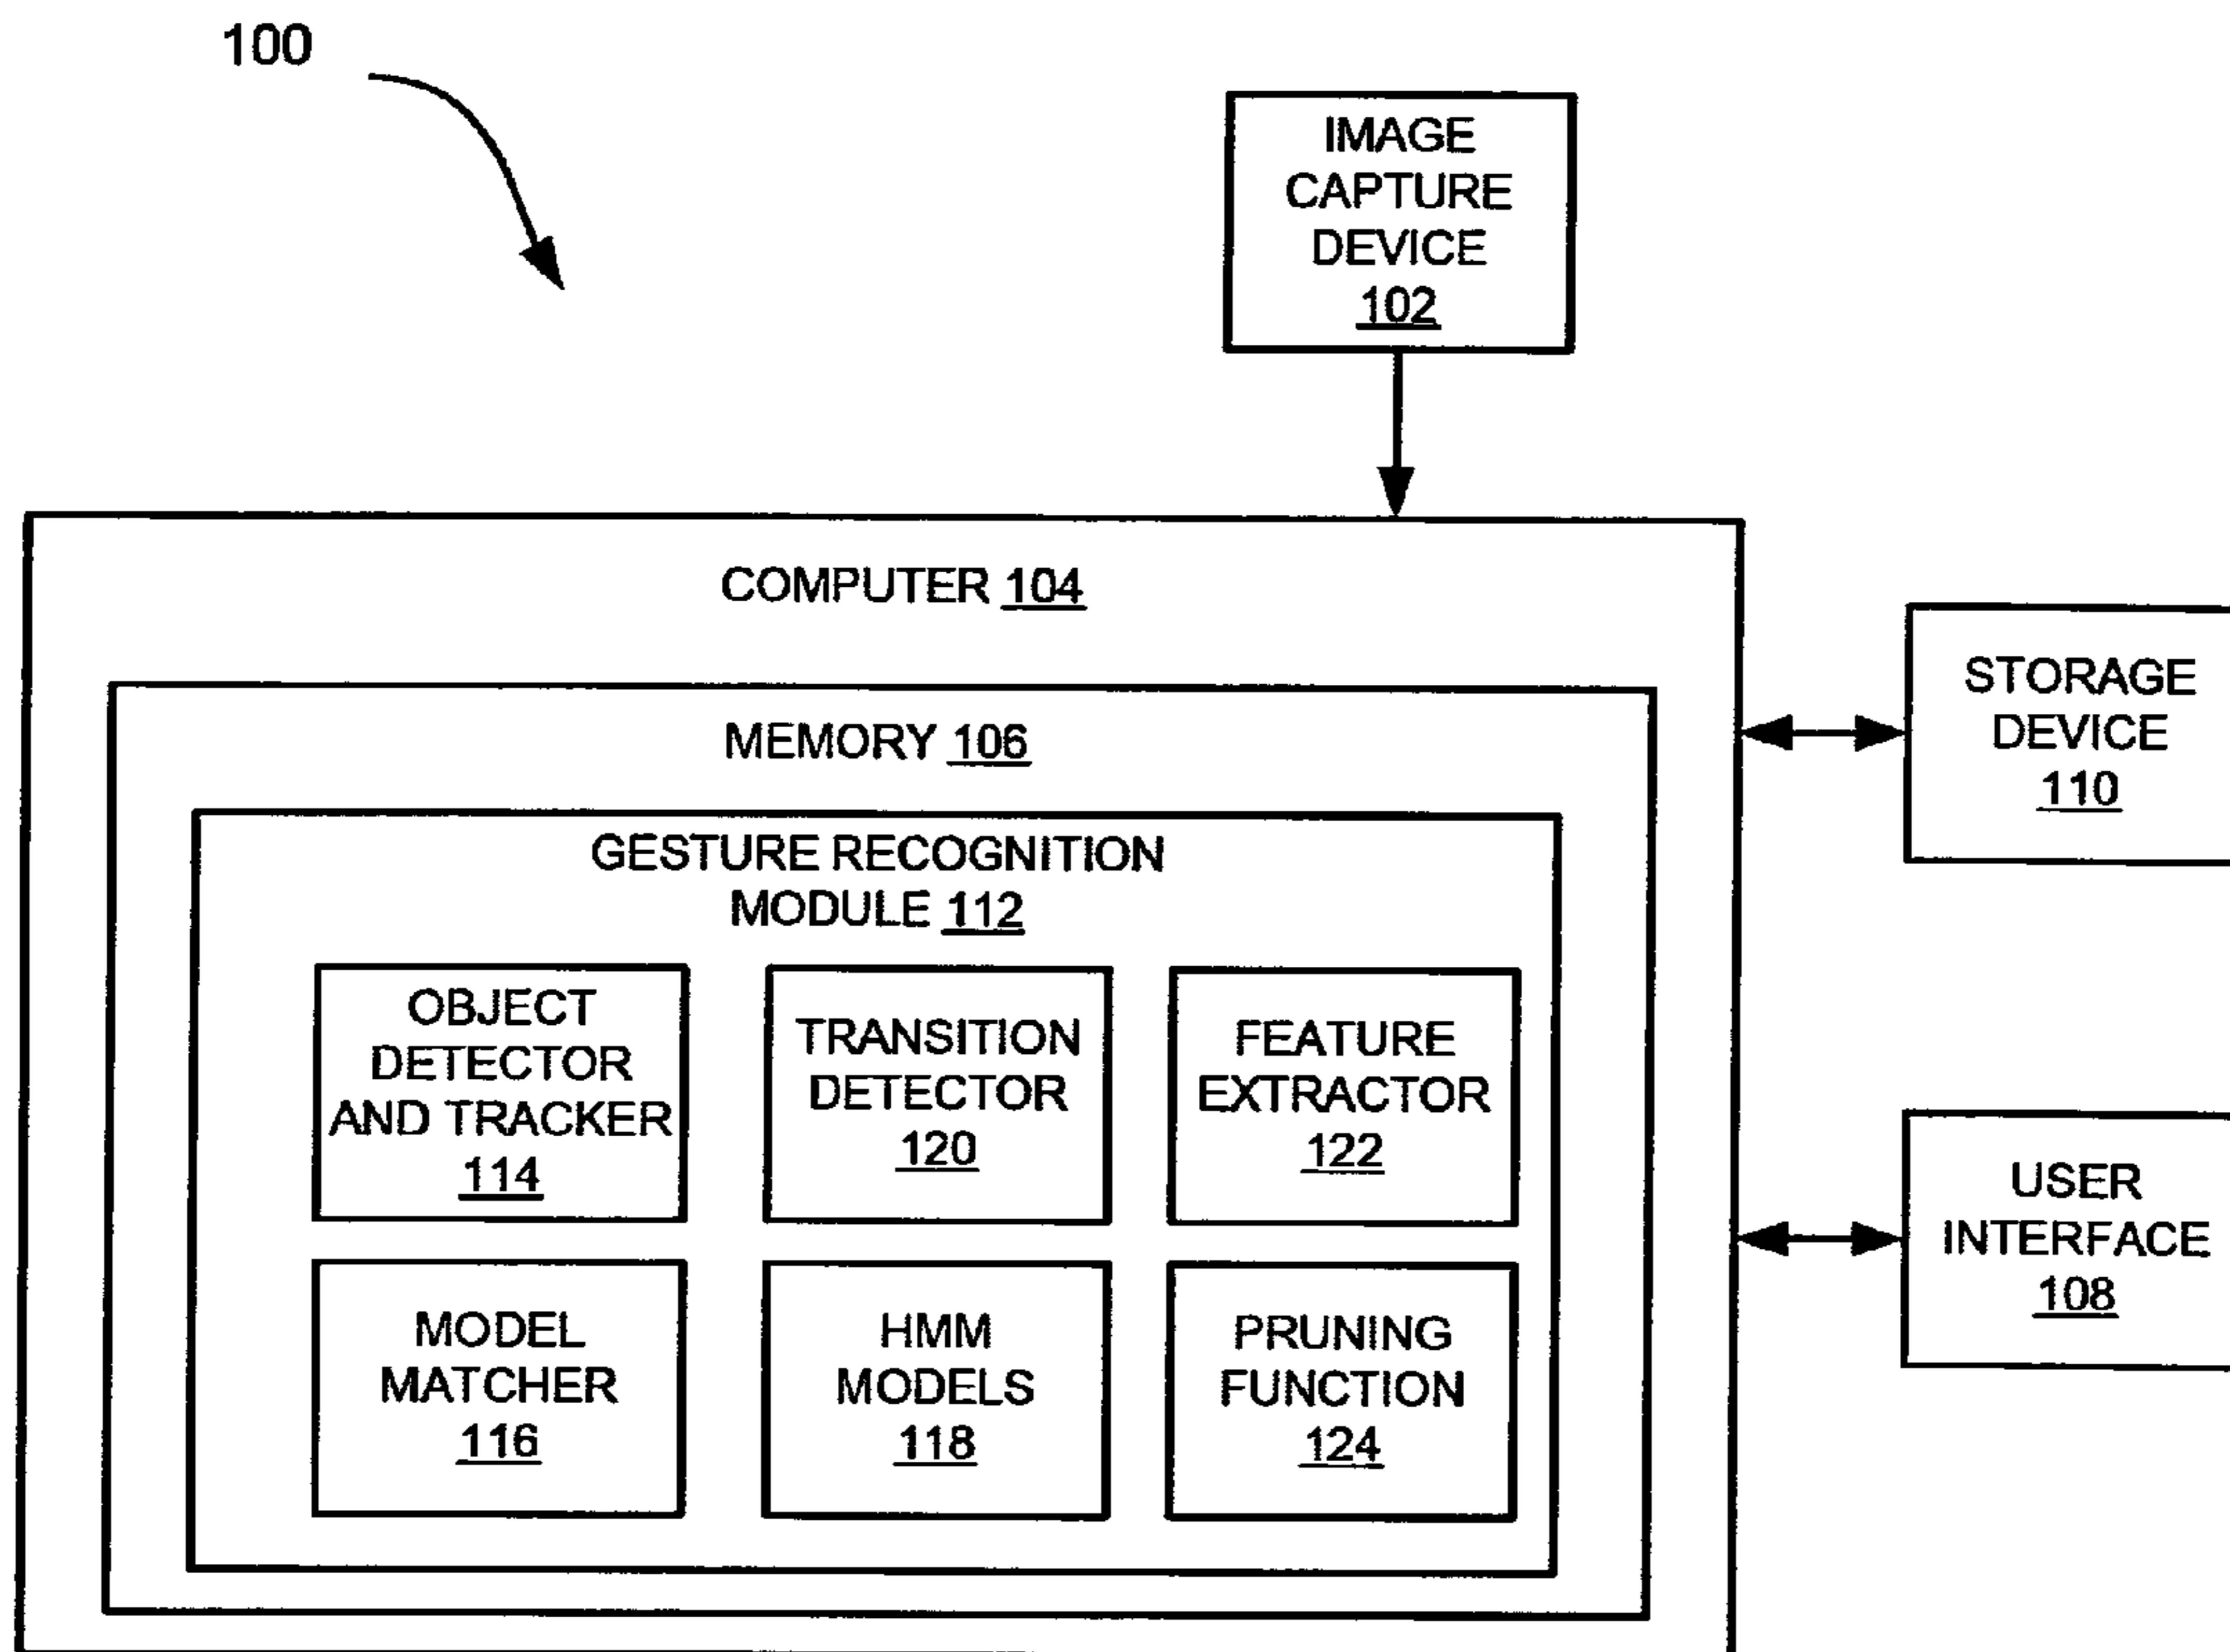 100
IMAGE
CAPTURE
DEVICE
102
COMPUTER 104
MEMORY 106
GESTURE RECOGNITION
MODULE 112
OBJECT
DETECTOR
AND TRACKER
114
TRANSITION
DETECTOR
120
FEATURE
EXTRACTOR
122
MODEL
MATCHER
116
HMM
MODELS
118
PRUNING
FUNCTION
124
STORAGE
DEVICE
110
USER
INTERFACE
108